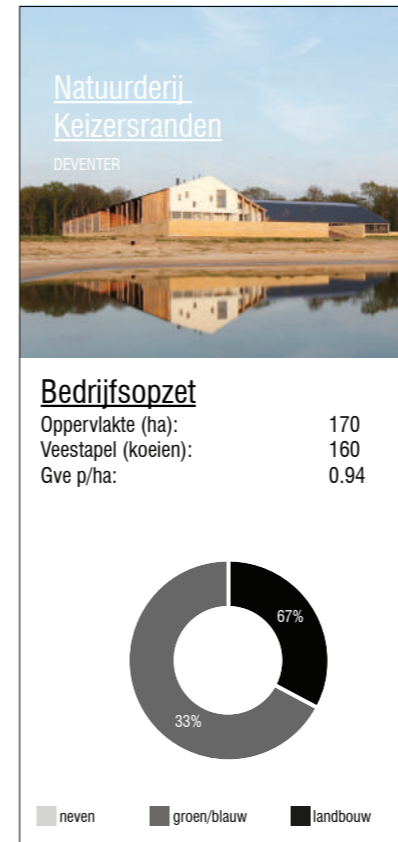 Natuurderij
Keizersranden
DEVENTER
Bedrijfsopzet
Oppervlakte (ha): 170
Veestapel (koeien): 160
Gve p/ha: 0.94
67%
33%
neven groen/blauw landbouw